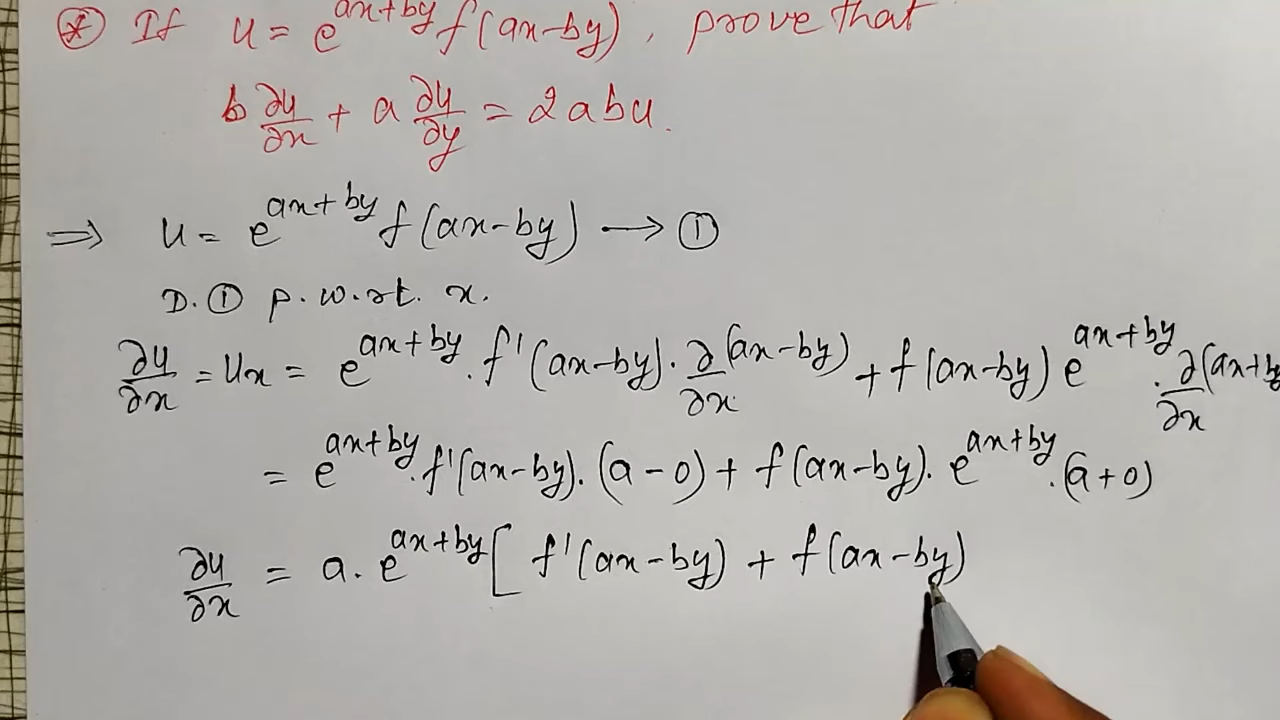 * If u = e^{ax+by} f(ax-by), prove that
b ∂u/∂x + a ∂u/∂y = 2abu.
⇒ u = e^{ax+by} f(ax-by) → ①
D. ① p. w.r.t. x.
∂u/∂x = ux = e^{ax+by} . f'(ax-by) . ∂/∂x (ax-by) + f(ax-by) e^{ax+by} . ∂/∂x (ax+by
= e^{ax+by} . f'(ax-by) . (a-0) + f(ax-by) . e^{ax+by} . (a+0)
∂u/∂x = a. e^{ax+by} [ f'(ax-by) + f(ax-by)